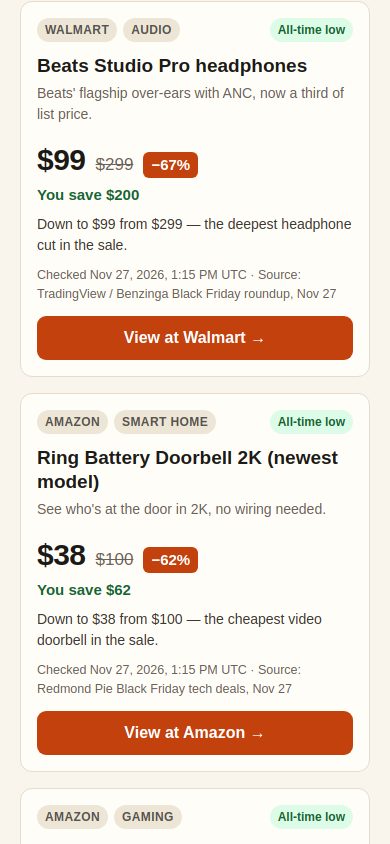 WALMART AUDIO All-time low
Beats Studio Pro headphones
Beats' flagship over-ears with ANC, now a third of
list price.
$99 $299 −67%
You save $200
Down to $99 from $299 — the deepest headphone
cut in the sale.
Checked Nov 27, 2026, 1:15 PM UTC · Source:
TradingView / Benzinga Black Friday roundup, Nov 27
View at Walmart →
AMAZON SMART HOME All-time low
Ring Battery Doorbell 2K (newest
model)
See who's at the door in 2K, no wiring needed.
$38 $100 −62%
You save $62
Down to $38 from $100 — the cheapest video
doorbell in the sale.
Checked Nov 27, 2026, 1:15 PM UTC · Source:
Redmond Pie Black Friday tech deals, Nov 27
View at Amazon →
AMAZON GAMING All-time low